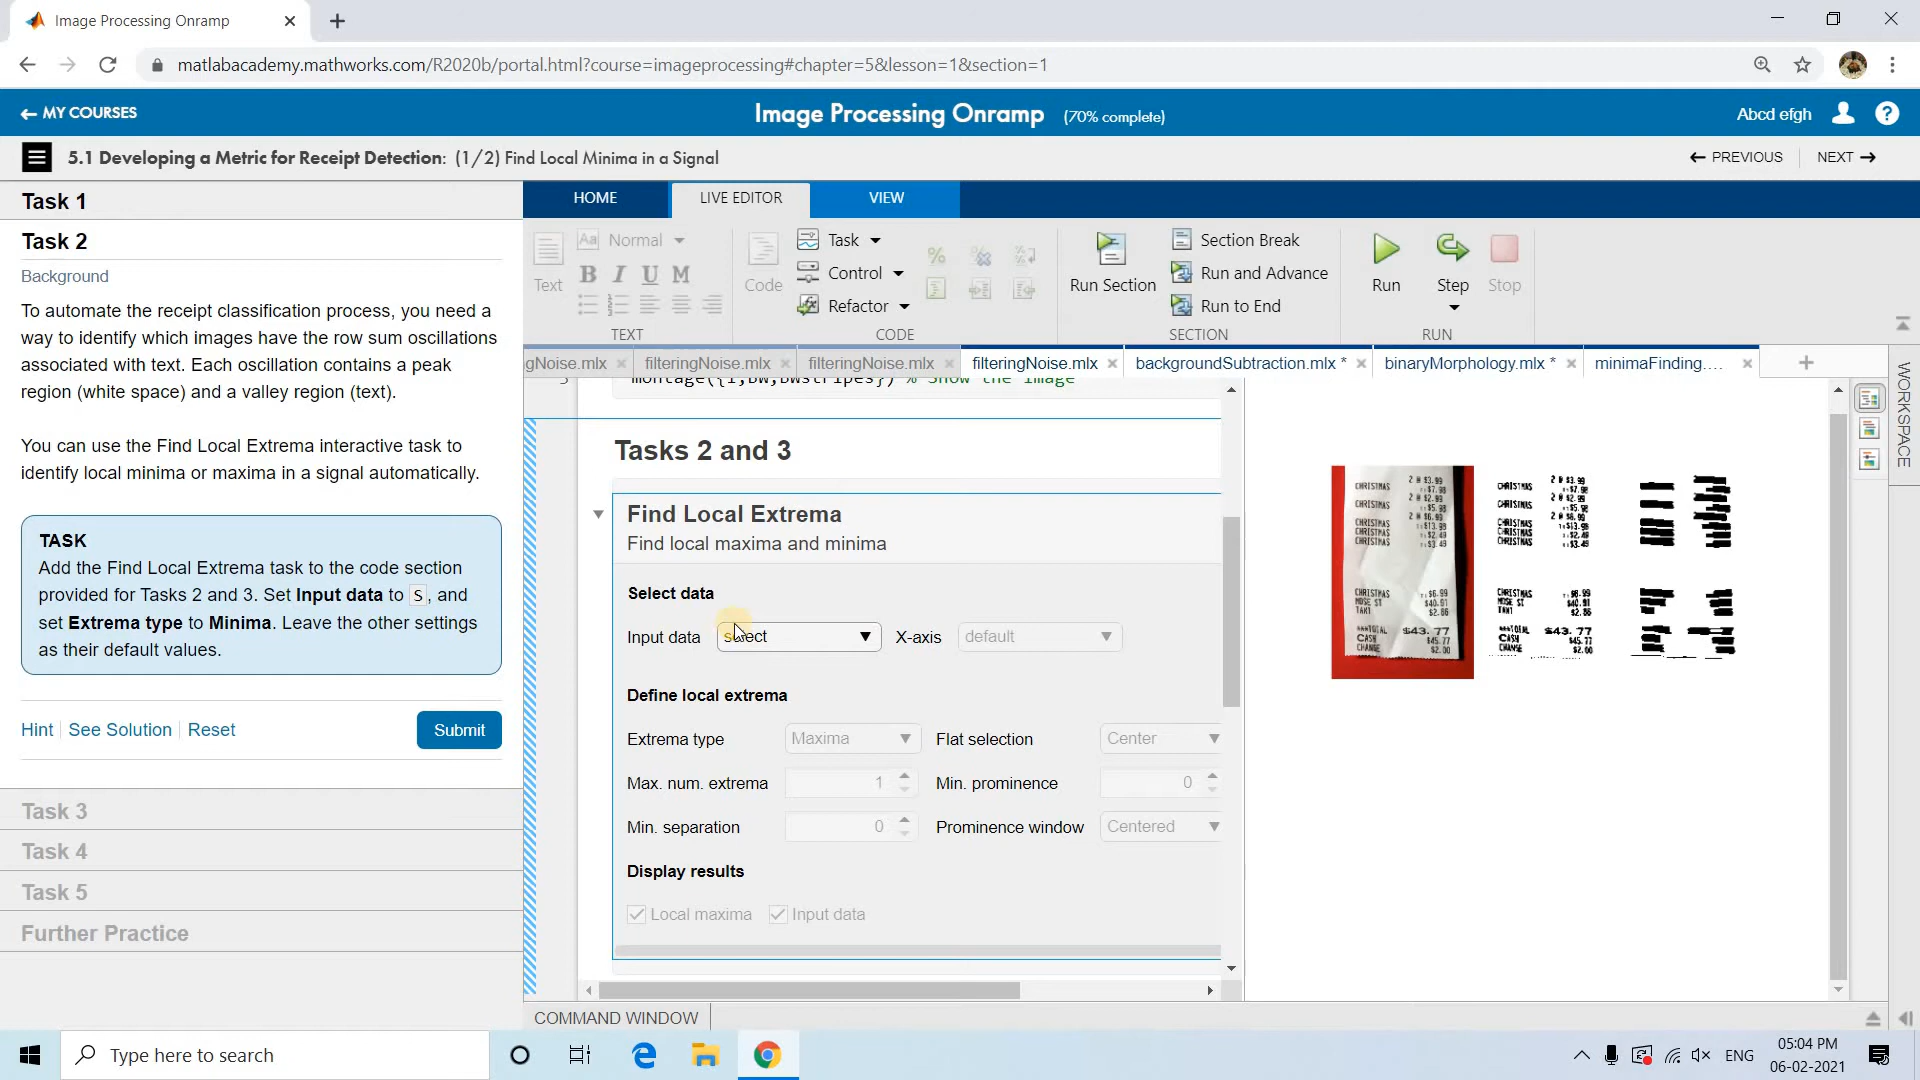 Image Processing Onramp
matlabacademy.mathworks.com/R2020b/portal.html?course=imageprocessing#chapter=5&lesson=1&section=1
MY COURSES
Image Processing Onramp (70% complete)
Abcd efgh
5.1 Developing a Metric for Receipt Detection: (1/2) Find Local Minima in a Signal
PREVIOUS
NEXT
Task 1
Task 2
Background
To automate the receipt classification process, you need a
way to identify which images have the row sum oscillations
associated with text. Each oscillation contains a peak
region (white space) and a valley region (text).
You can use the Find Local Extrema interactive task to
identify local minima or maxima in a signal automatically.
TASK
Add the Find Local Extrema task to the code section
provided for Tasks 2 and 3. Set Input data to S, and
set Extrema type to Minima. Leave the other settings
as their default values.
Hint
See Solution
Reset
Submit
Task 3
Task 4
Task 5
Further Practice
HOME
LIVE EDITOR
VIEW
Text
Aa Normal
B I U M
TEXT
Code
Task
Control
Refactor
CODE
Run Section
Section Break
Run and Advance
Run to End
SECTION
Run
Step
Stop
RUN
gNoise.mlx
filteringNoise.mlx
filteringNoise.mlx
filteringNoise.mlx
backgroundSubtraction.mlx *
binaryMorphology.mlx *
minimaFinding....
WORKSPACE
Tasks 2 and 3
Find Local Extrema
Find local maxima and minima
Select data
Input data select X-axis default
Define local extrema
Extrema type Maxima Flat selection Center
Max. num. extrema 1 Min. prominence 0
Min. separation 0 Prominence window Centered
Display results
Local maxima Input data
COMMAND WINDOW
Type here to search
ENG
05:04 PM
06-02-2021